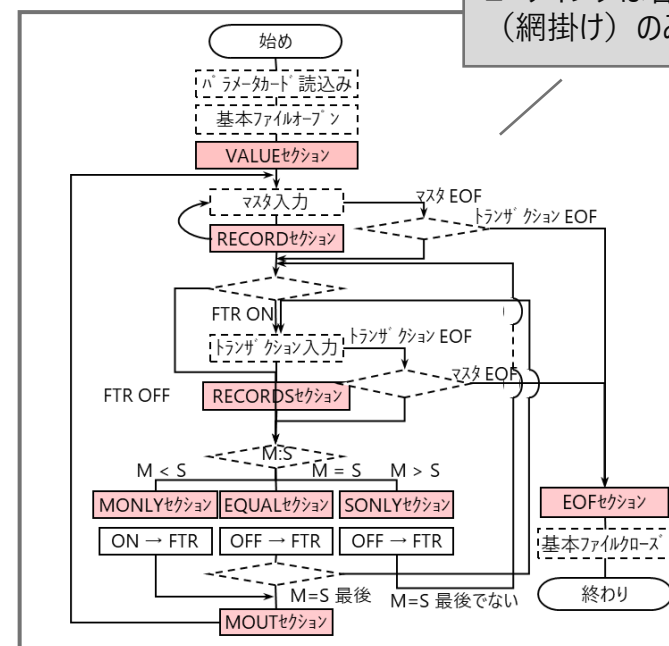 （網掛け）のみ
始め
ﾊﾟﾗﾒｰﾀｶｰﾄﾞ読込み
基本ﾌｧｲﾙｵｰﾌﾟﾝ
VALUEｾｸｼｮﾝ
ﾏｽﾀ入力
ﾏｽﾀ EOF
ﾄﾗﾝｻﾞｸｼｮﾝ EOF
RECORDｾｸｼｮﾝ
FTR ON
ﾄﾗﾝｻﾞｸｼｮﾝ入力
ﾄﾗﾝｻﾞｸｼｮﾝ EOF
ﾏｽﾀ EOF
FTR OFF
RECORDSｾｸｼｮﾝ
M:S
M < S
M = S
M > S
MONLYｾｸｼｮﾝ
EQUALｾｸｼｮﾝ
SONLYｾｸｼｮﾝ
EOFｾｸｼｮﾝ
ON → FTR
OFF → FTR
OFF → FTR
基本ﾌｧｲﾙｸﾛｰｽﾞ
M=S 最後
M=S 最後でない
終わり
MOUTｾｸｼｮﾝ